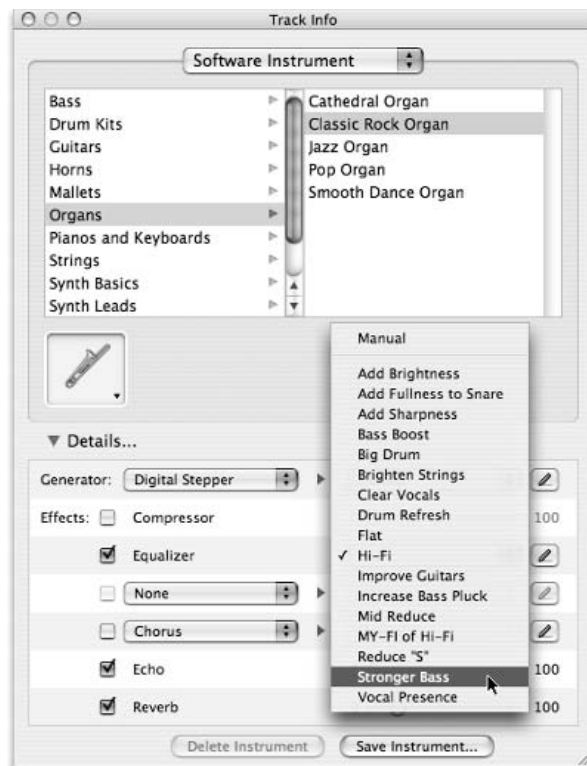 Track Info
Software Instrument
Bass
Drum Kits
Guitars
Horns
Mallets
Organs
Pianos and Keyboards
Strings
Synth Basics
Synth Leads
Cathedral Organ
Classic Rock Organ
Jazz Organ
Pop Organ
Smooth Dance Organ
Details...
Generator: Digital Stepper
Effects: Compressor 100
Equalizer
None
Chorus
Echo 100
Reverb 100
Manual
Add Brightness
Add Fullness to Snare
Add Sharpness
Bass Boost
Big Drum
Brighten Strings
Clear Vocals
Drum Refresh
Flat
✓ Hi-Fi
Improve Guitars
Increase Bass Pluck
Mid Reduce
MY-FI of Hi-Fi
Reduce "S"
Stronger Bass
Vocal Presence
Delete Instrument Save Instrument...